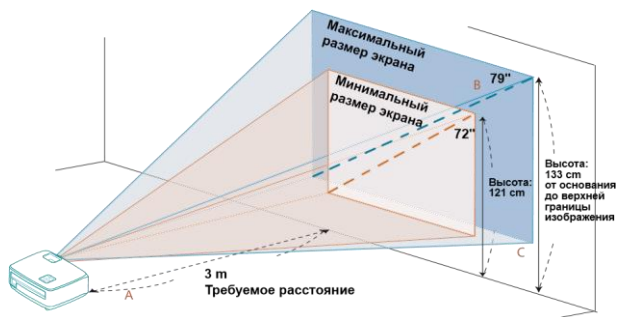 Максимальный
размер экрана
Минимальный
размер экрана
B
79"
72"
Высота:
121 cm
Высота:
133 cm
от основания
до верхней
границы
изображения
C
3 m
A
Требуемое расстояние